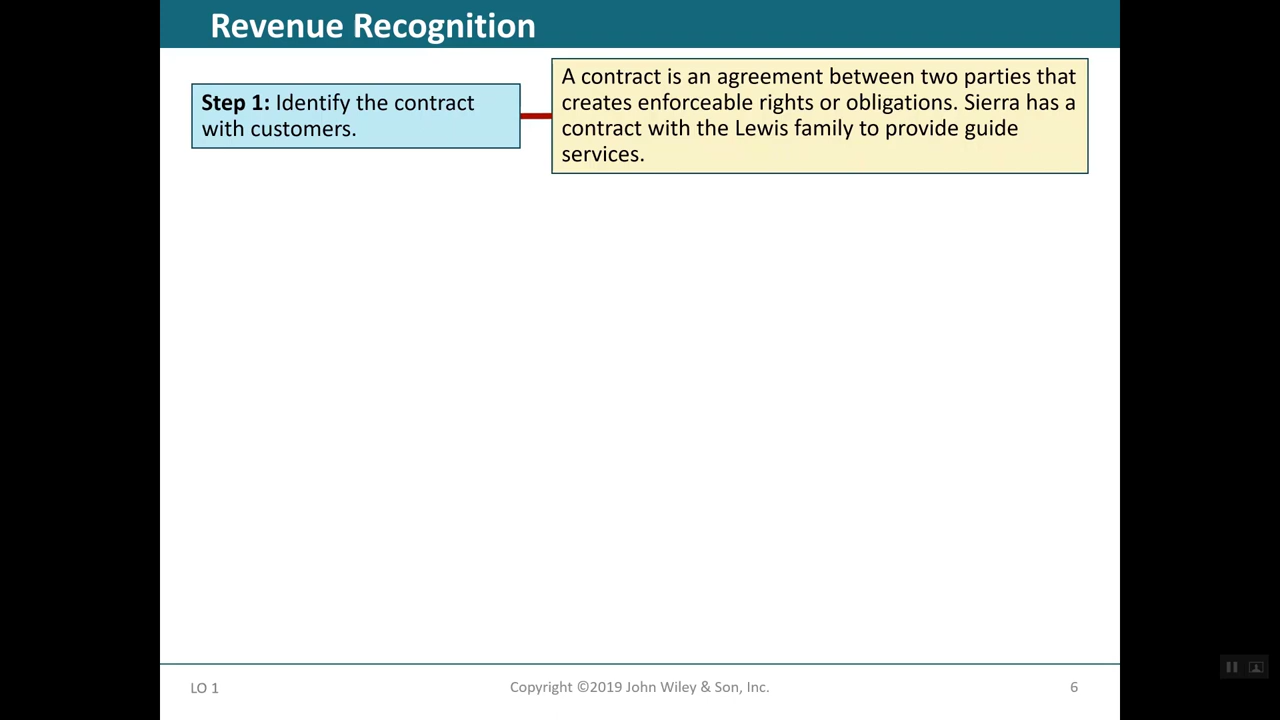 Revenue Recognition
Step 1: Identify the contract
with customers.
A contract is an agreement between two parties that
creates enforceable rights or obligations. Sierra has a
contract with the Lewis family to provide guide
services.
LO 1
Copyright ©2019 John Wiley & Son, Inc.
6